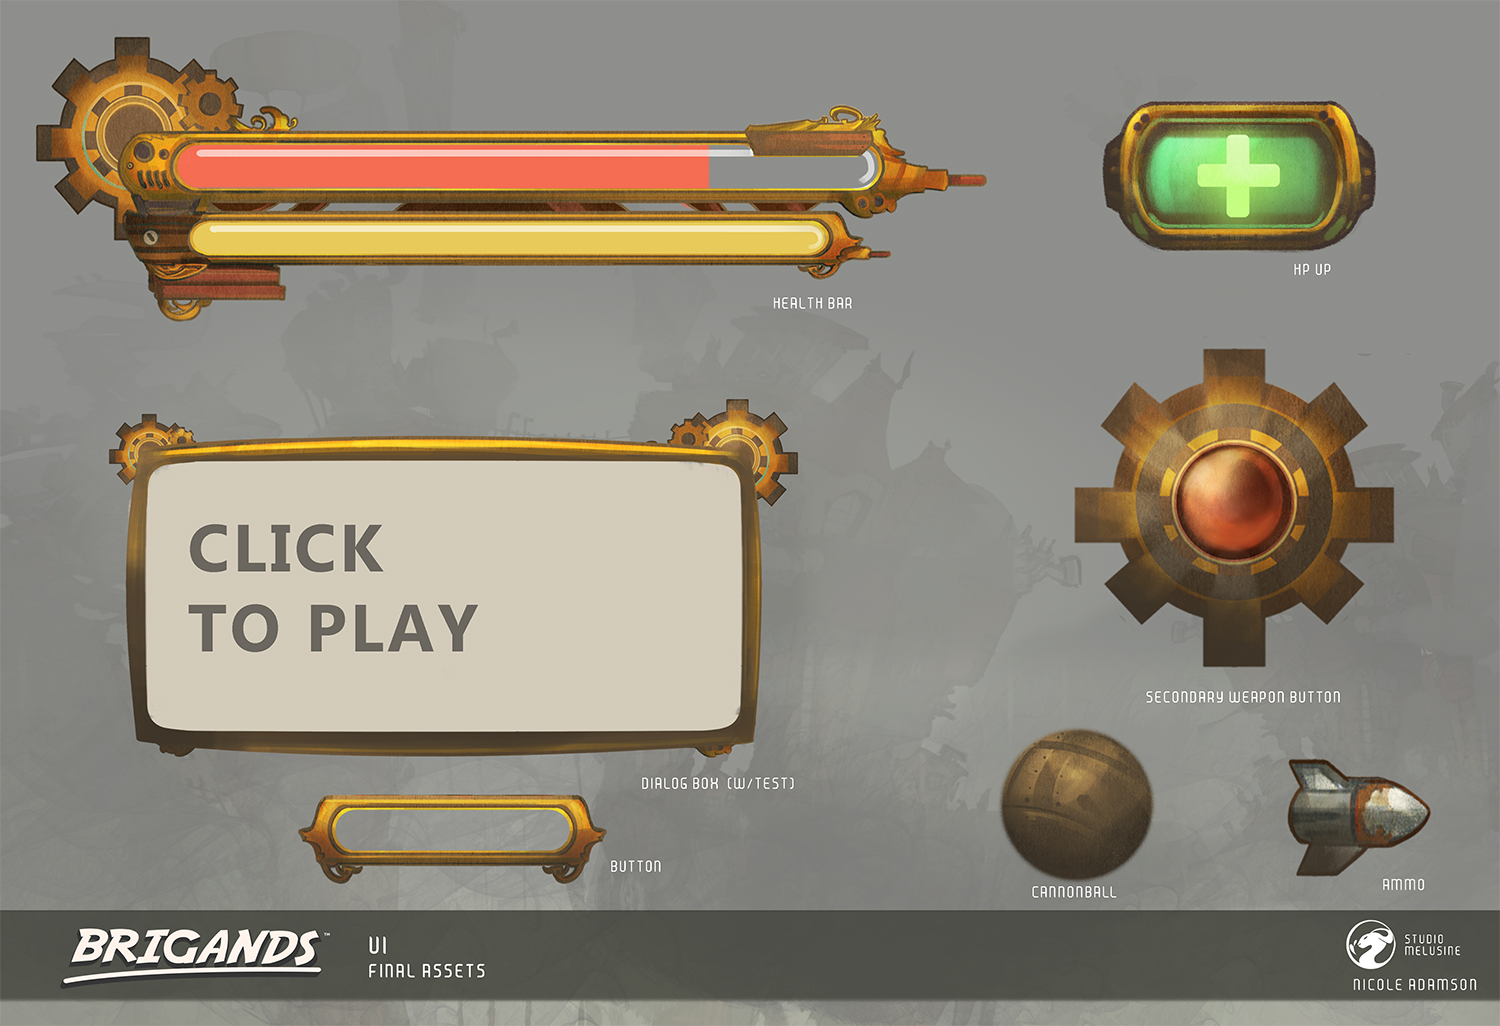 HEALTH BAR
HP UP
CLICK
TO PLAY
SECONDARY WEAPON BUTTON
DIALOG BOX (W/TEST)
BUTTON
CANNONBALL
AMMO
BRIGANDS™
UI
FINAL ASSETS
STUDIO
MELUSINE
NICOLE ADAMSON